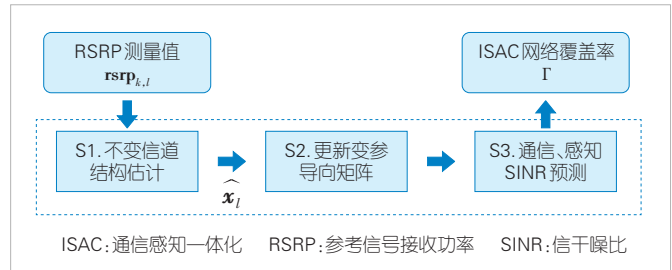 RSRP测量值
rsrp_{k,l}
ISAC网络覆盖率
Γ
S1.不变信道
结构估计
S2.更新变参
导向矩阵
S3.通信、感知
SINR预测
\widehat{x}_l
ISAC:通信感知一体化 RSRP:参考信号接收功率 SINR:信干噪比